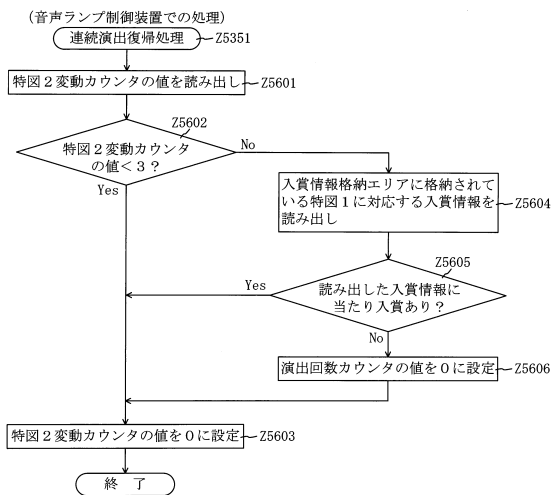 (音声ランプ制御装置での処理)
連続演出復帰処理
Z5351
特図2変動カウンタの値を読み出し
Z5601
Z5602
特図2変動カウンタ
の値<3?
No
Yes
入賞情報格納エリアに格納されて
いる特図1に対応する入賞情報を
読み出し
Z5604
Z5605
読み出した入賞情報に
当たり入賞あり?
Yes
No
演出回数カウンタの値を0に設定
Z5606
特図2変動カウンタの値を0に設定
Z5603
終 了